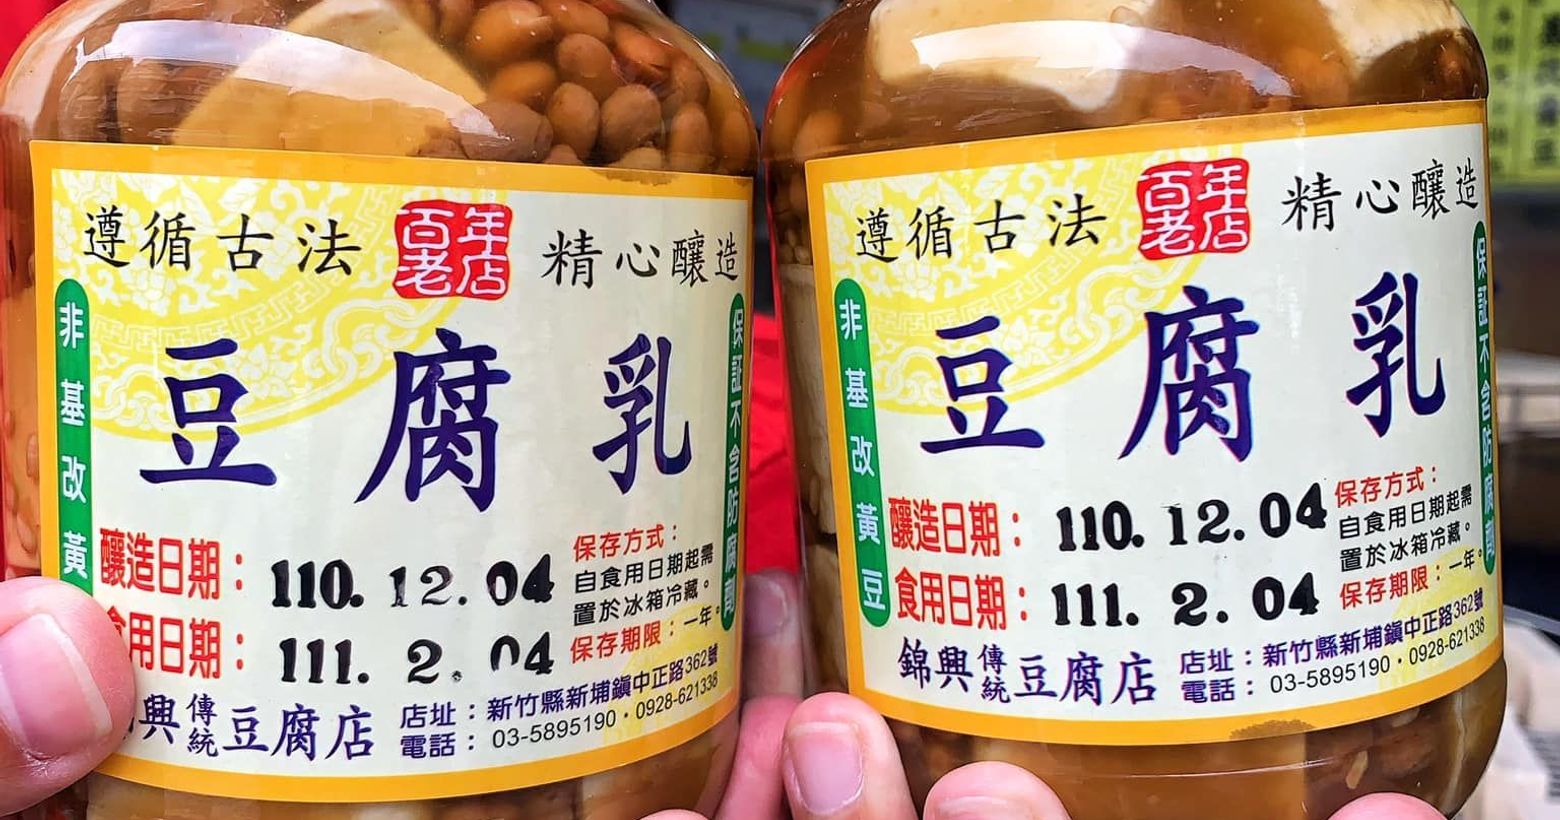 遵循古法 百年老店 精心釀造
非基改黃
豆腐乳
保証不含防腐劑
釀造日期：110.12.04
食用日期：111. 2. 04
保存方式：
自食用日期起需
置於冰箱冷藏。
保存期限：一年。
興傳統豆腐店
店址：新竹縣新埔鎮中正路362號
電話：03-5895190・0928-621338
遵循古法 百年老店 精心釀造
非基改黃豆
豆腐乳
保証不含防腐劑
釀造日期：110.12.04
食用日期：111. 2. 04
保存方式：
自食用日期起需
置於冰箱冷藏。
保存期限：一年。
錦興傳統豆腐店
店址：新竹縣新埔鎮中正路362號
電話：03-5895190・0928-621338